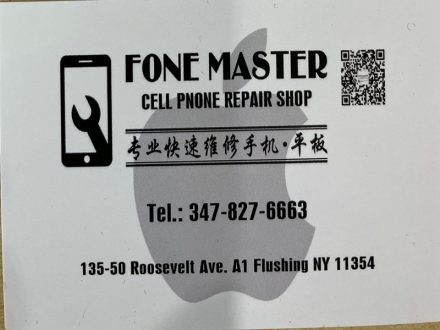 FONE MASTER
CELL PNONE REPAIR SHOP
专业快速维修手机·平板
Tel.: 347-827-6663
135-50 Roosevelt Ave. A1 Flushing NY 11354